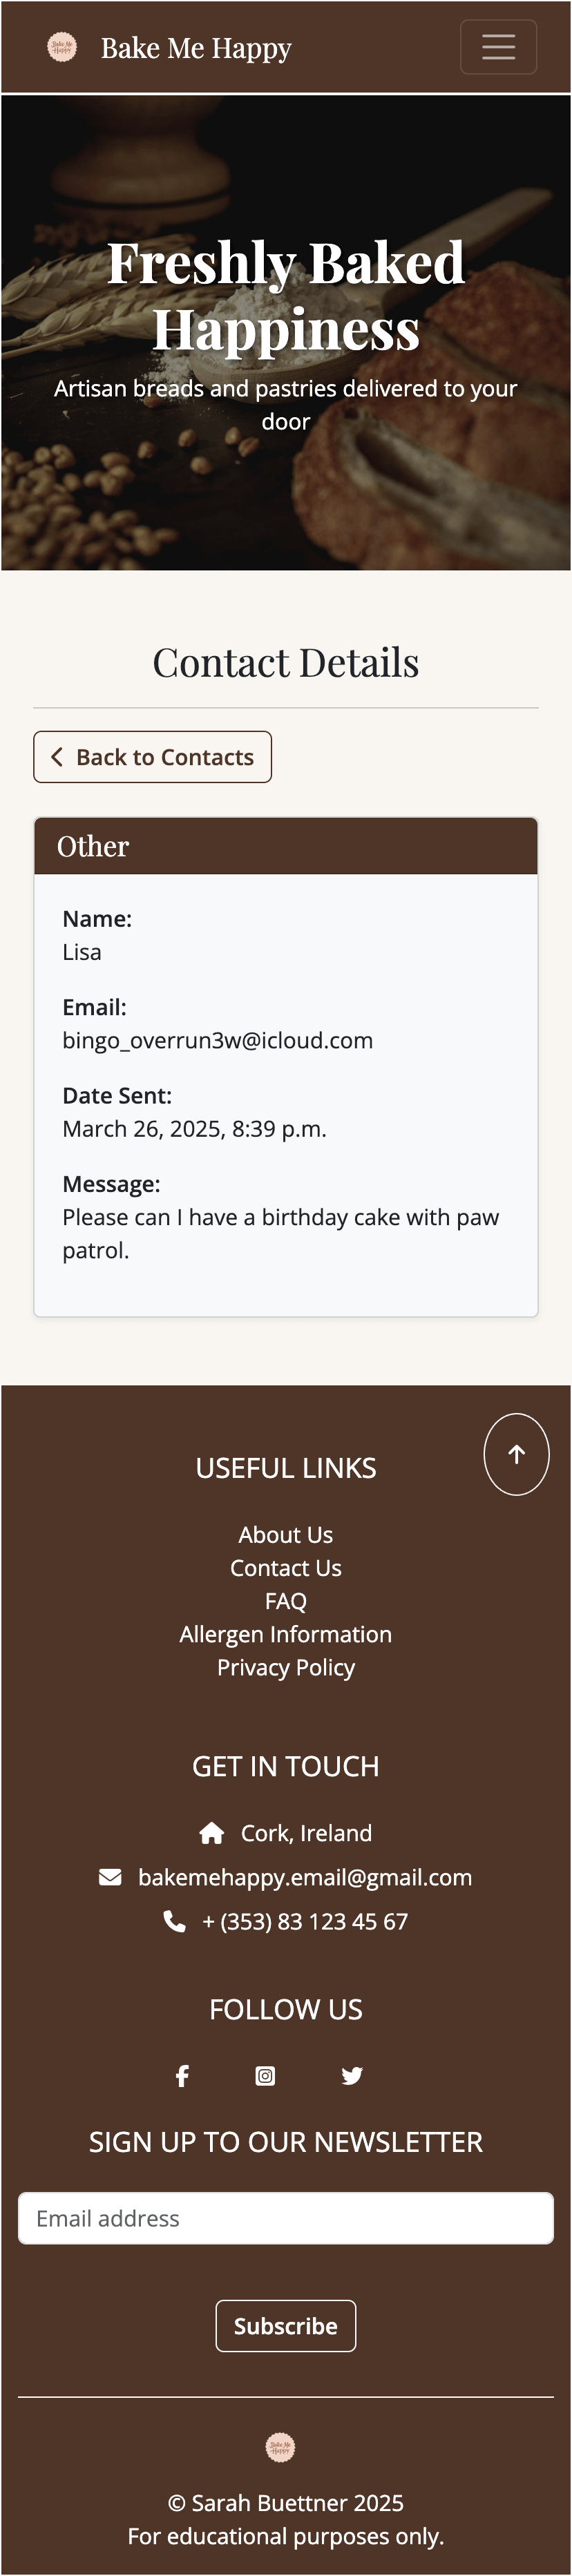 Bake Me Happy
Bake Me Happy
Freshly Baked
Happiness
Artisan breads and pastries delivered to your
door
Contact Details
Back to Contacts
Other
Name:
Lisa
Email:
bingo_overrun3w@icloud.com
Date Sent:
March 26, 2025, 8:39 p.m.
Message:
Please can I have a birthday cake with paw
patrol.
USEFUL LINKS
About Us
Contact Us
FAQ
Allergen Information
Privacy Policy
GET IN TOUCH
Cork, Ireland
bakemehappy.email@gmail.com
+ (353) 83 123 45 67
FOLLOW US
SIGN UP TO OUR NEWSLETTER
Email address
Subscribe
Bake Me
Happy
© Sarah Buettner 2025
For educational purposes only.